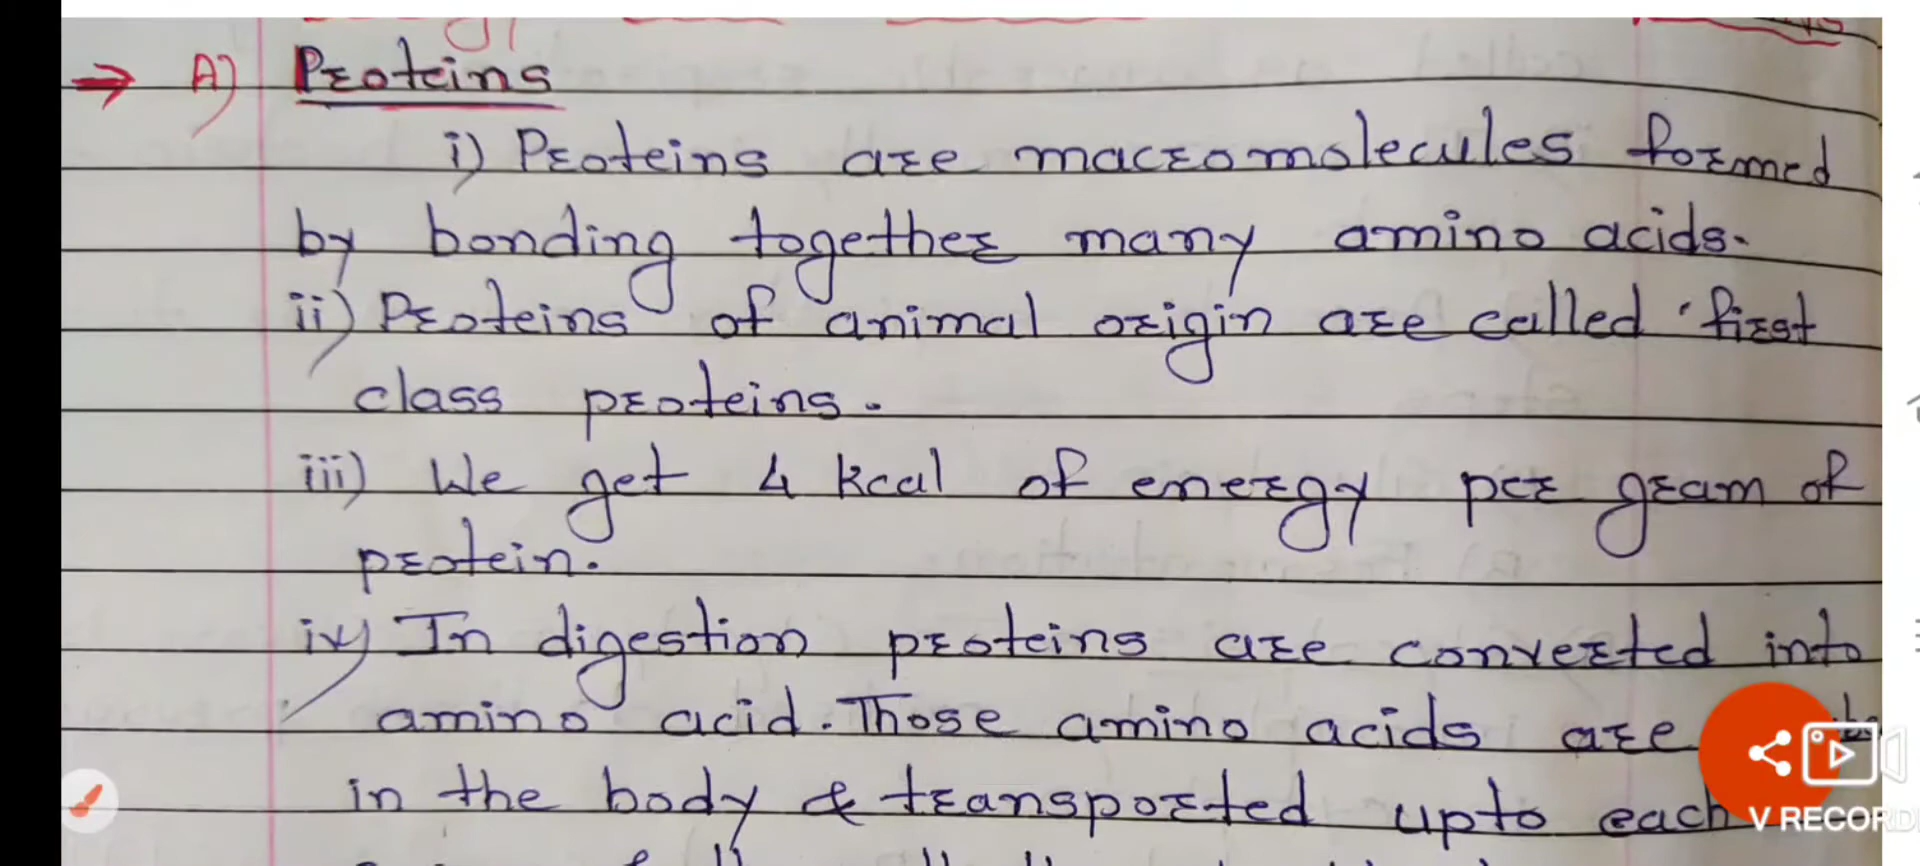 A) Proteins
i) Proteins are macromolecules formed
by bonding together many amino acids.
ii) Proteins of animal origin are called 'first
class proteins.
iii) We get 4 kcal of energy per gram of
protein.
iv) In digestion proteins are converted into
amino acid. Those amino acids are
in the body & transported upto each
V RECORD